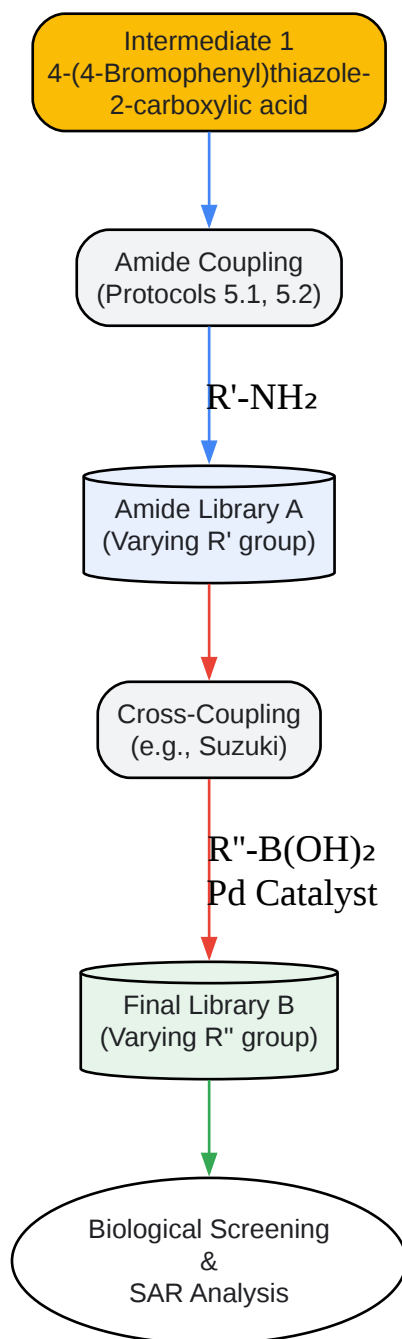 Intermediate 1
4-(4-Bromophenyl)thiazole-
2-carboxylic acid
Amide Coupling
(Protocols 5.1, 5.2)
R'-NH₂
Amide Library A
(Varying R' group)
Cross-Coupling
(e.g., Suzuki)
R''-B(OH)₂
Pd Catalyst
Final Library B
(Varying R'' group)
Biological Screening
&
SAR Analysis